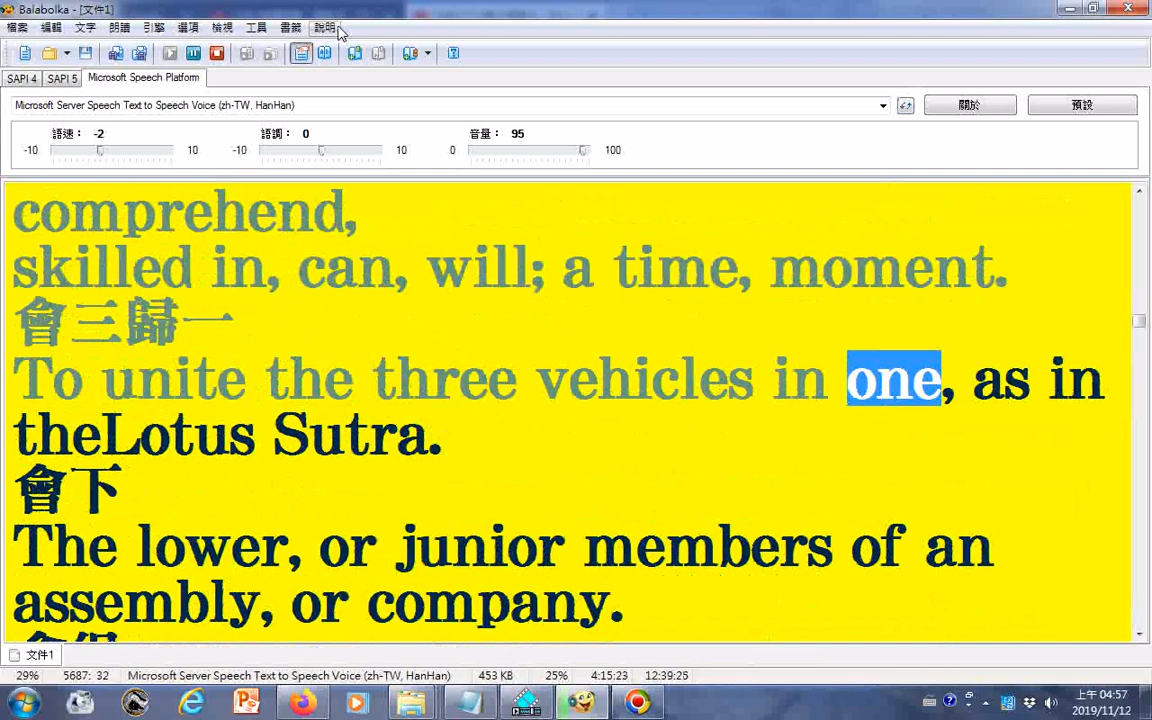 Balabolka - [文件1]
檔案 編輯 文字 朗讀 引擎 選項 檢視 工具 書籤 說明
SAPI 4 SAPI 5 Microsoft Speech Platform
Microsoft Server Speech Text to Speech Voice (zh-TW, HanHan) 關於 預設
語速： -2 語調： 0 音量： 95
-10 10 -10 10 0 100
comprehend,
skilled in, can, will; a time, moment.
會三歸一
To unite the three vehicles in one, as in
theLotus Sutra.
會下
The lower, or junior members of an
assembly, or company.
文件1
29% 5687: 32 Microsoft Server Speech Text to Speech Voice (zh-TW, HanHan) 453 KB 25% 4:15:23 12:39:25
上午 04:57
2019/11/12